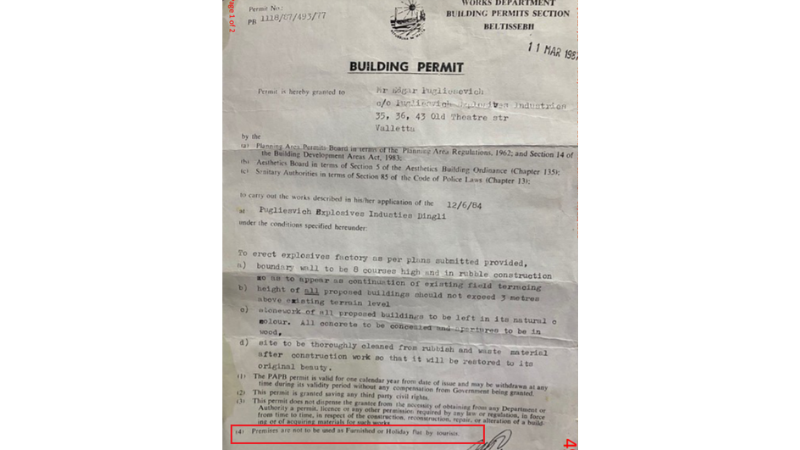 Page 1 of 2
Permit No.:
PB 1118/87/493/77
WORKS DEPARTMENT
BUILDING PERMITS SECTION
BELTISSEBH
11 MAR 1987
BUILDING PERMIT
Permit is hereby granted to Mr Edgar Puglionevich
c/o Explosives Industries
35, 36, 43 Old Theatre str
Valletta
by the
(a) Planning Area Permits Board in terms of the Planning Area Regulations, 1962; and Section 14 of
the Building Development Areas Act, 1983;
(b) Aesthetics Board in terms of Section 5 of the Aesthetics Building Ordinance (Chapter 135);
(c) Sanitary Authorities in terms of Section 85 of the Code of Police Laws (Chapter 13);
to carry out the works described in his/her application of the 12/6/84
at Puglisevich Explosives Industies Mingli
under the conditions specified hereunder:
To erect explosives factory as per plans submitted provided,
a) boundary wall to be 8 courses high and in rubble construction
so as to appear as continuation of existing field terracing
b) height of all proposed buildings should not exceed 3 metres
above existing terrain level
c) stonework of all proposed buildings to be left in its natural c
colour. All concrete to be concealed and apertures to be in
wood,
d) site to be thoroughly cleaned from rubbish and waste material
after construction work so that it will be restored to its
original beauty.
(1) The PAPB permit is valid for one calendar year from date of issue and may be withdrawn at any
time during its validity period without any compensation from Government being granted.
(2) This permit is granted saving any third party civil rights.
(3) This permit does not dispense the grantee from the necessity of obtaining from any Department or
Authority a permit, licence or any other permission required by any law or regulation, in force
from time to time, in respect of the construction, reconstruction, repair, or alteration of a build-
ing or of acquiring materials for such works.
(4) Premises are not to be used as Furnished or Holiday flat by tourists.
4